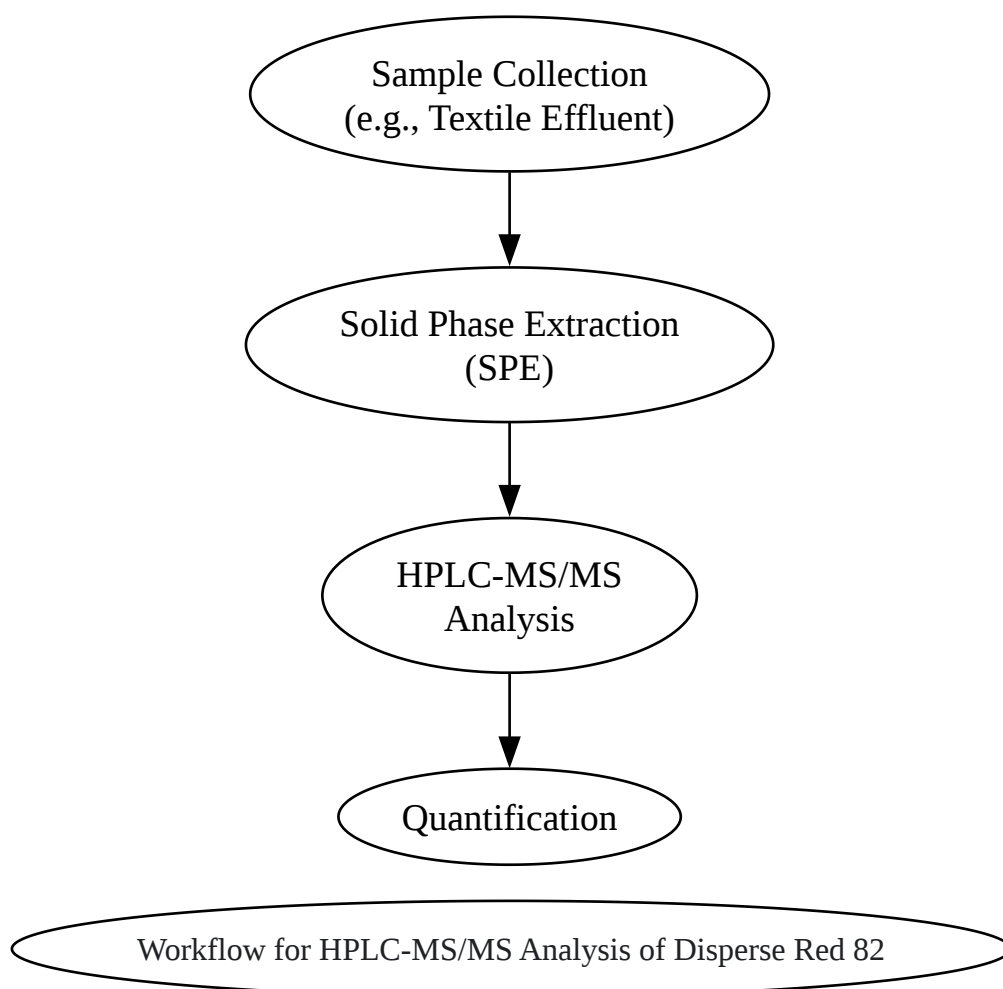 Sample Collection
(e.g., Textile Effluent)
Solid Phase Extraction
(SPE)
HPLC-MS/MS
Analysis
Quantification
Workflow for HPLC-MS/MS Analysis of Disperse Red 82